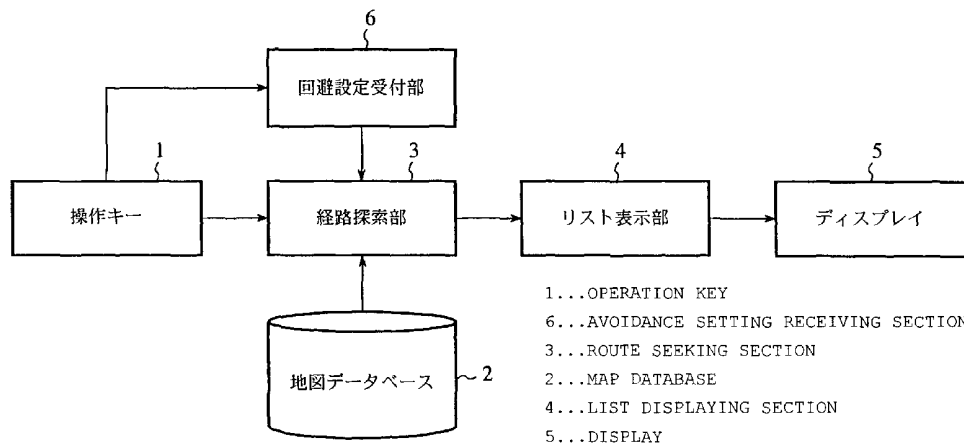 6
回避設定受付部
1
操作キー
3
経路探索部
4
リスト表示部
5
ディスプレイ
地図データベース
2
1...OPERATION KEY
6...AVOIDANCE SETTING RECEIVING SECTION
3...ROUTE SEEKING SECTION
2...MAP DATABASE
4...LIST DISPLAYING SECTION
5...DISPLAY